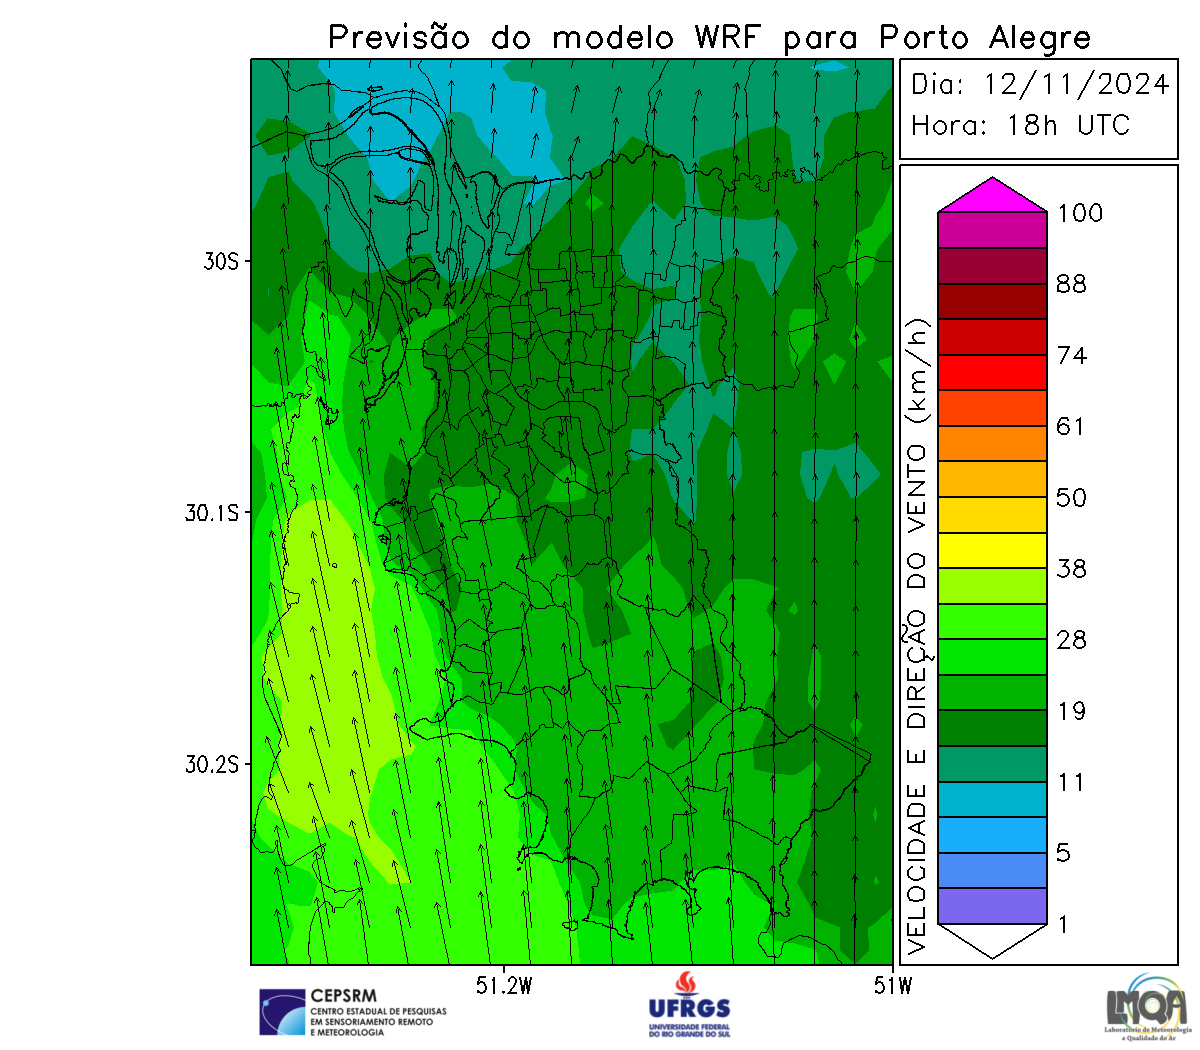 Previsão do modelo WRF para Porto Alegre
Dia: 12/11/2024
Hora: 18h UTC
30S
30.1S
30.2S
51.2W
51W
VELOCIDADE E DIREÇÃO DO VENTO (km/h)
100
88
74
61
50
38
28
19
11
5
1
CEPSRM
CENTRO ESTADUAL DE PESQUISAS
EM SENSORIAMENTO REMOTO
E METEOROLOGIA
UFRGS
UNIVERSIDADE FEDERAL
DO RIO GRANDE DO SUL
LMQA
Laboratório de Meteorologia
e Qualidade do Ar